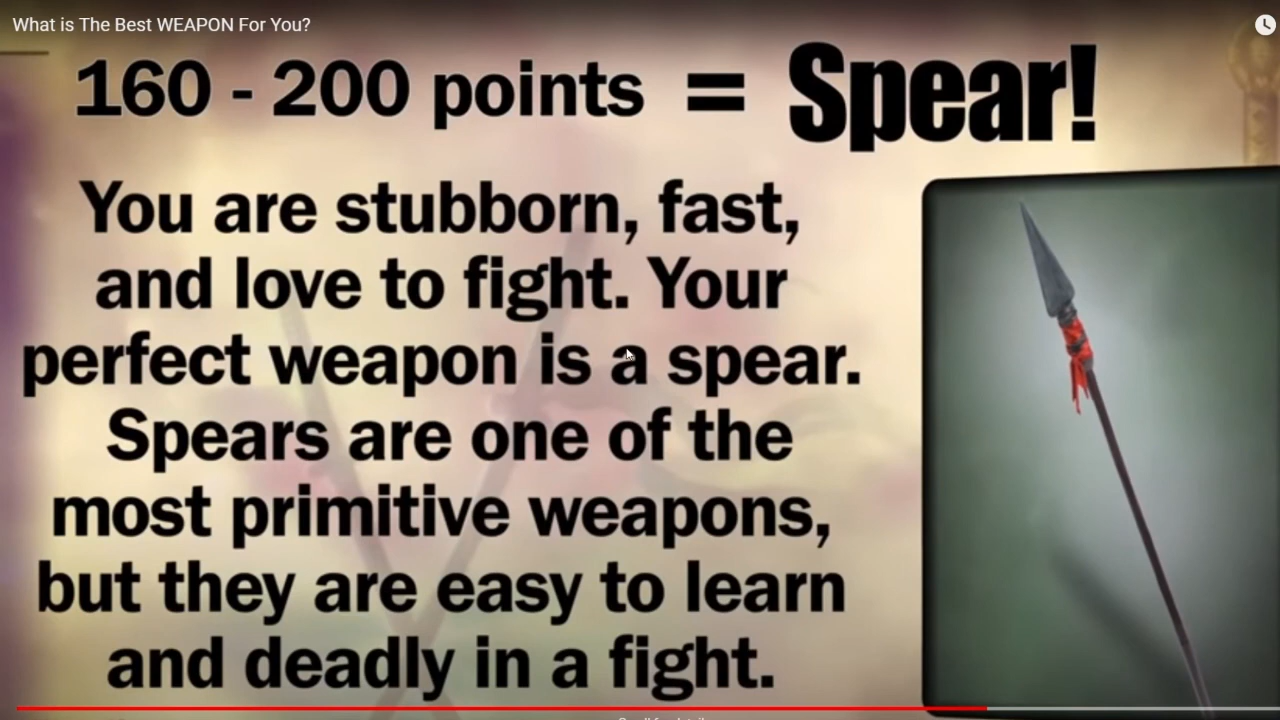 What is The Best WEAPON For You?
160 - 200 points = Spear!
You are stubborn, fast,
and love to fight. Your
perfect weapon is a spear.
Spears are one of the
most primitive weapons,
but they are easy to learn
and deadly in a fight.